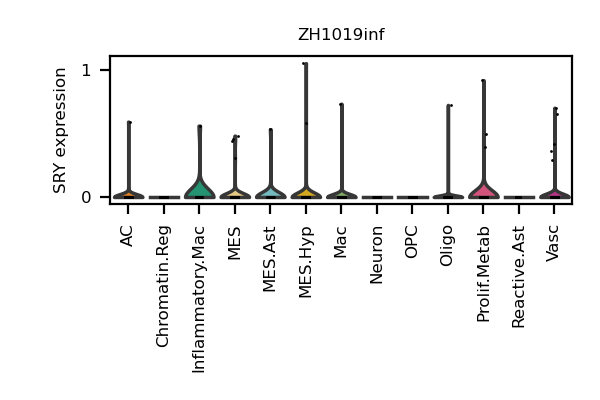 ZH1019inf
SRY expression
1
0
AC
Chromatin.Reg
Inflammatory.Mac
MES
MES.Ast
MES.Hyp
Mac
Neuron
OPC
Oligo
Prolif.Metab
Reactive.Ast
Vasc